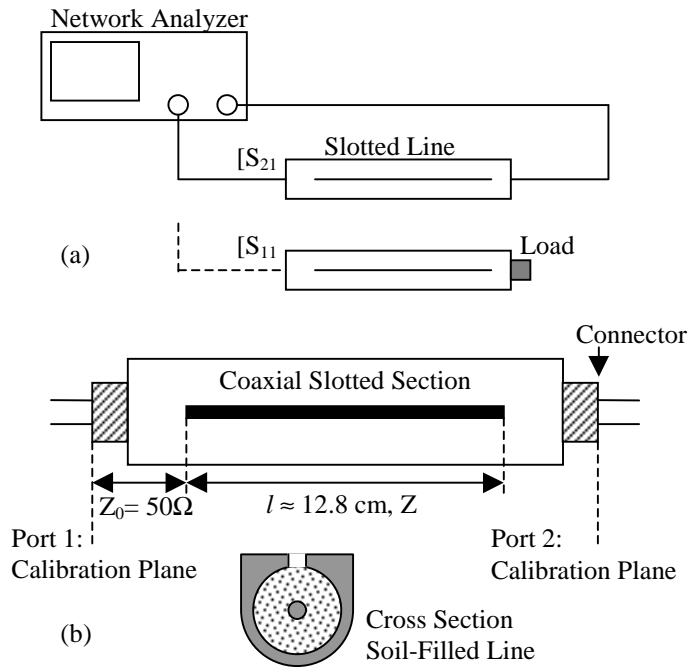 Network Analyzer
[S21
Slotted Line
[S11
Load
(a)
Connector
Coaxial Slotted Section
Z0= 50Ω
l ≈ 12.8 cm, Z
Port 1:
Calibration Plane
Port 2:
Calibration Plane
(b)
Cross Section
Soil-Filled Line